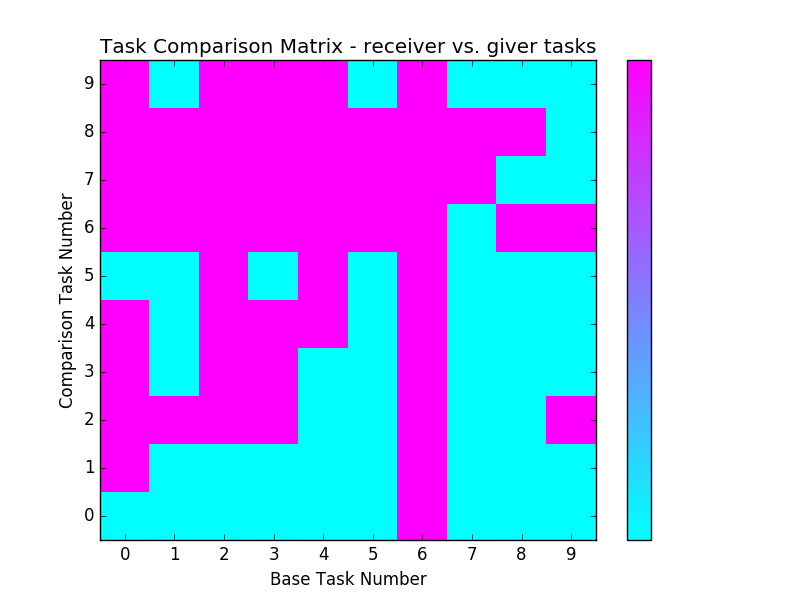 Task Comparison Matrix - receiver vs. giver tasks
9
8
7
6
5
4
3
2
1
0
Comparison Task Number
0 1 2 3 4 5 6 7 8 9
Base Task Number